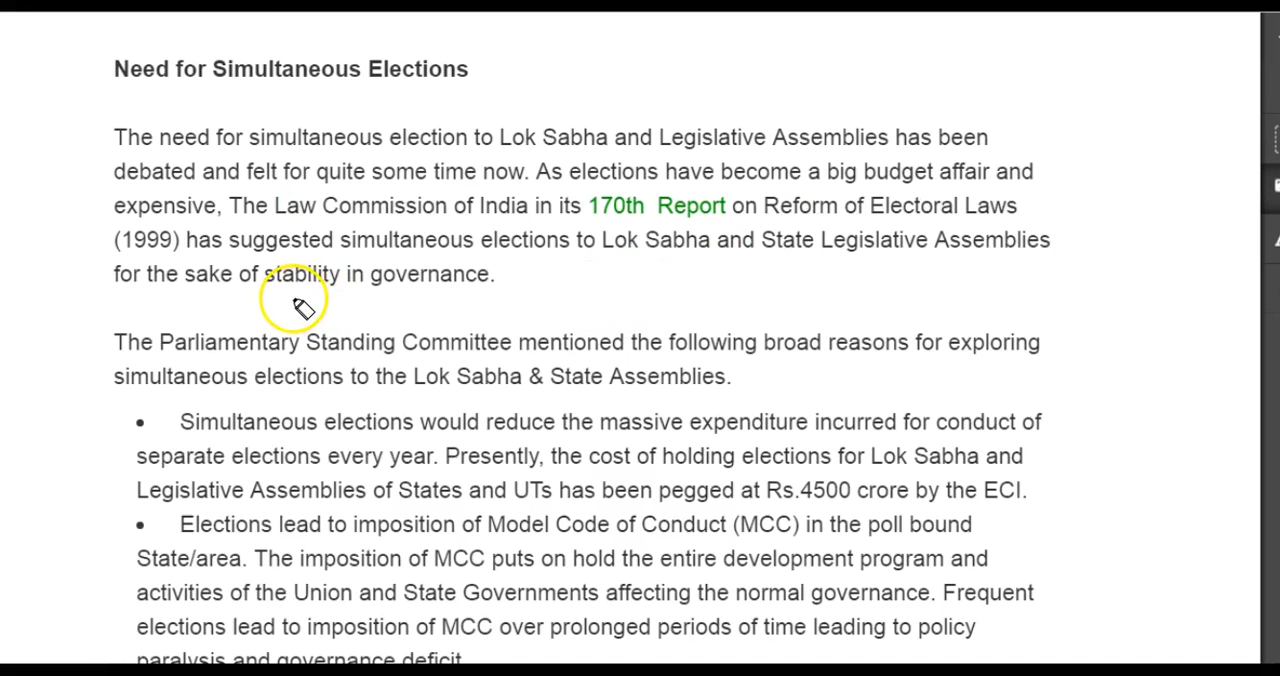 Need for Simultaneous Elections
The need for simultaneous election to Lok Sabha and Legislative Assemblies has been
debated and felt for quite some time now. As elections have become a big budget affair and
expensive, The Law Commission of India in its 170th Report on Reform of Electoral Laws
(1999) has suggested simultaneous elections to Lok Sabha and State Legislative Assemblies
for the sake of stability in governance.
The Parliamentary Standing Committee mentioned the following broad reasons for exploring
simultaneous elections to the Lok Sabha & State Assemblies.
• Simultaneous elections would reduce the massive expenditure incurred for conduct of
separate elections every year. Presently, the cost of holding elections for Lok Sabha and
Legislative Assemblies of States and UTs has been pegged at Rs.4500 crore by the ECI.
• Elections lead to imposition of Model Code of Conduct (MCC) in the poll bound
State/area. The imposition of MCC puts on hold the entire development program and
activities of the Union and State Governments affecting the normal governance. Frequent
elections lead to imposition of MCC over prolonged periods of time leading to policy
paralysis and governance deficit